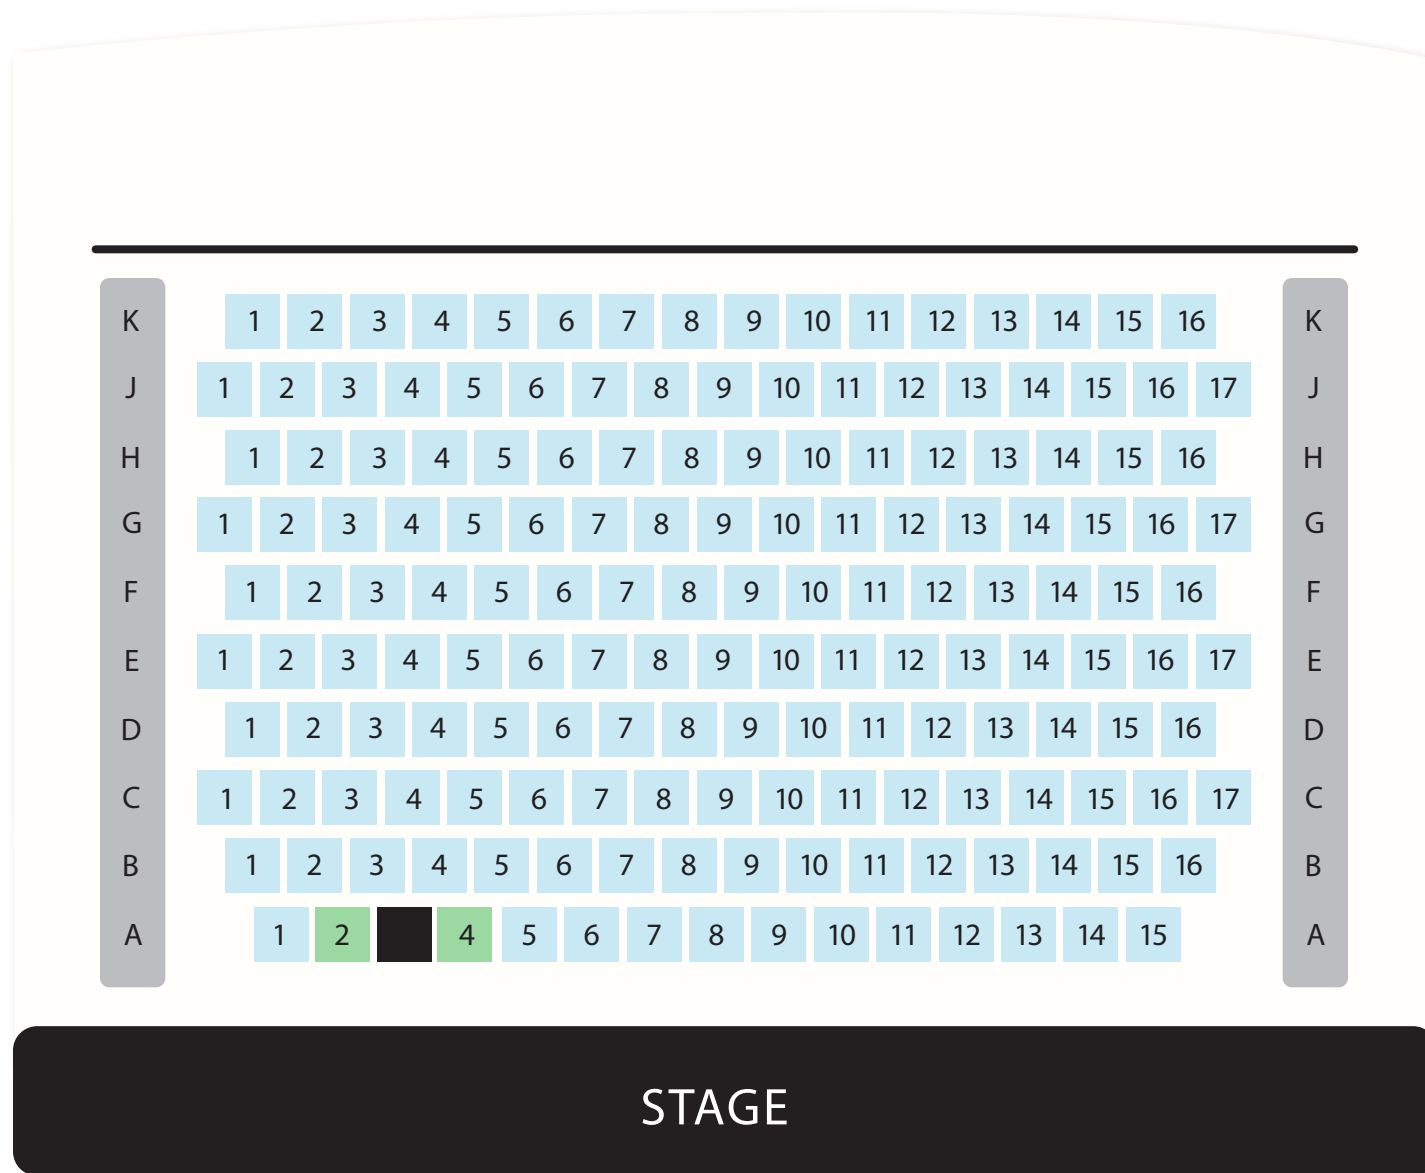 K 1 2 3 4 5 6 7 8 9 10 11 12 13 14 15 16 K
J 1 2 3 4 5 6 7 8 9 10 11 12 13 14 15 16 17 J
H 1 2 3 4 5 6 7 8 9 10 11 12 13 14 15 16 H
G 1 2 3 4 5 6 7 8 9 10 11 12 13 14 15 16 17 G
F 1 2 3 4 5 6 7 8 9 10 11 12 13 14 15 16 F
E 1 2 3 4 5 6 7 8 9 10 11 12 13 14 15 16 17 E
D 1 2 3 4 5 6 7 8 9 10 11 12 13 14 15 16 D
C 1 2 3 4 5 6 7 8 9 10 11 12 13 14 15 16 17 C
B 1 2 3 4 5 6 7 8 9 10 11 12 13 14 15 16 B
A 1 2 4 5 6 7 8 9 10 11 12 13 14 15 A
STAGE